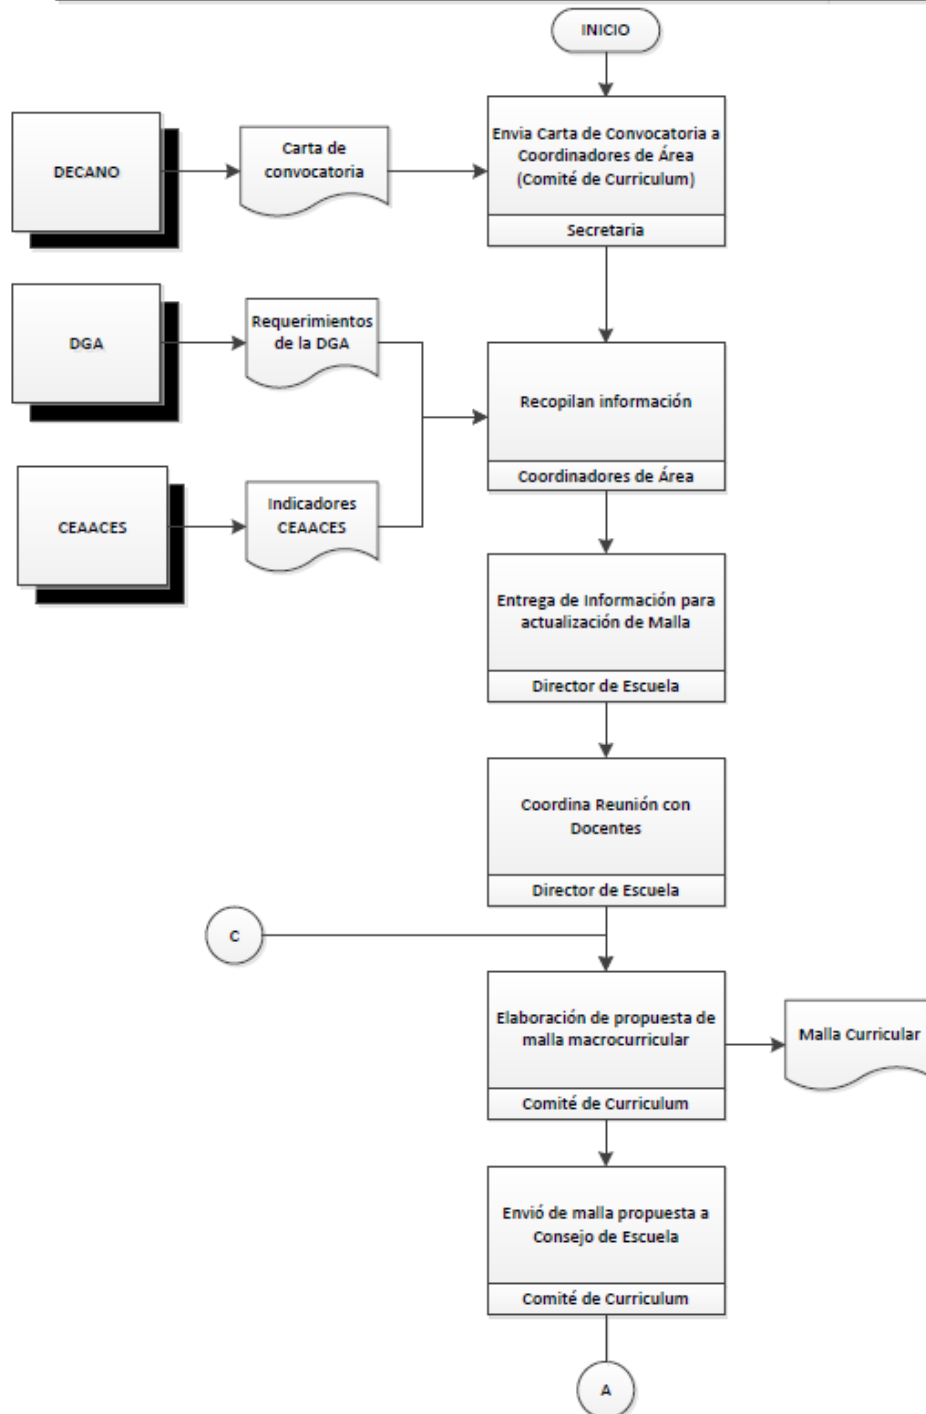 INICIO
Envia Carta de Convocatoria a
Coordinadores de Área
(Comité de Curriculum)
Secretaria
DECANO
Carta de
convocatoria
DGA
Requerimientos
de la DGA
Recopilan información
Coordinadores de Área
CEAACES
Indicadores
CEAACES
Entrega de Información para
actualización de Malla
Director de Escuela
Coordina Reunión con
Docentes
Director de Escuela
C
Elaboración de propuesta de
malla macrocurricular
Comité de Curriculum
Malla Curricular
Envió de malla propuesta a
Consejo de Escuela
Comité de Curriculum
A